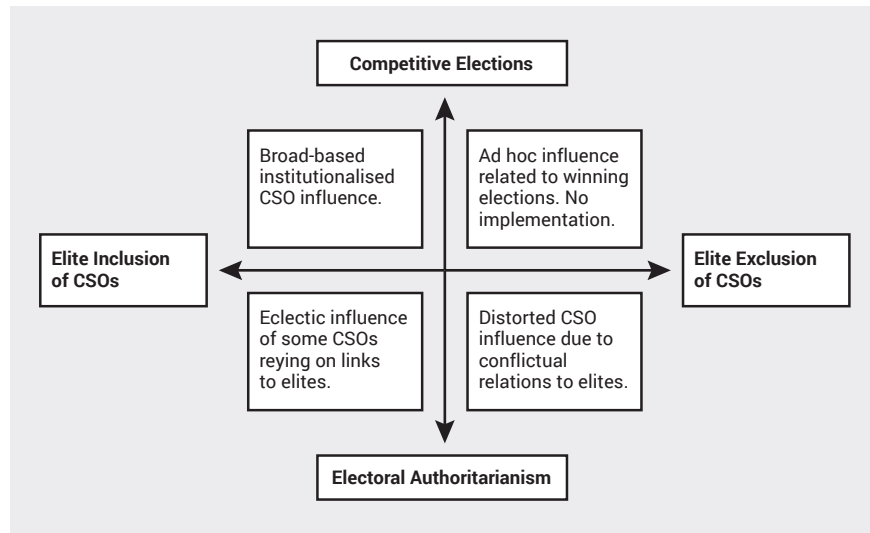 Competitive Elections
Broad-based
institutionalised
CSO influence.
Ad hoc influence
related to winning
elections. No
implementation.
Elite Inclusion
of CSOs
Elite Exclusion
of CSOs
Eclectic influence
of some CSOs
reying on links
to elites.
Distorted CSO
influence due to
conflictual
relations to elites.
Electoral Authoritarianism